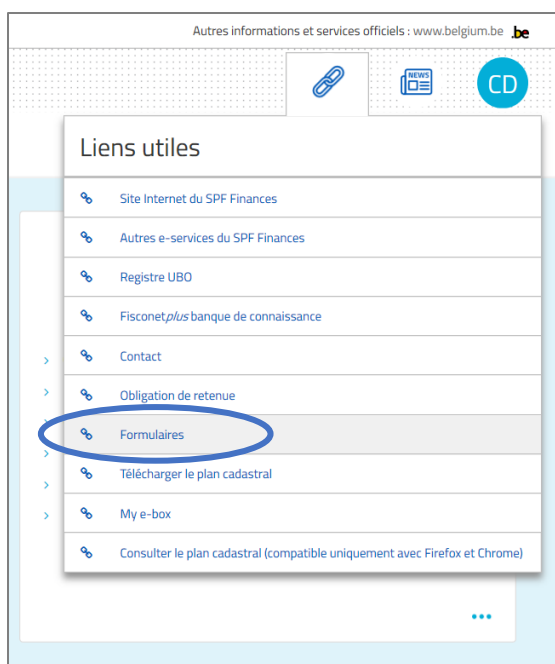 Autres informations et services officiels : www.belgium.be .be
NEWS
CD
Liens utiles
Site Internet du SPF Finances
Autres e-services du SPF Finances
Registre UBO
Fisconetplus banque de connaissance
Contact
Obligation de retenue
Formulaires
Télécharger le plan cadastral
My e-box
Consulter le plan cadastral (compatible uniquement avec Firefox et Chrome)